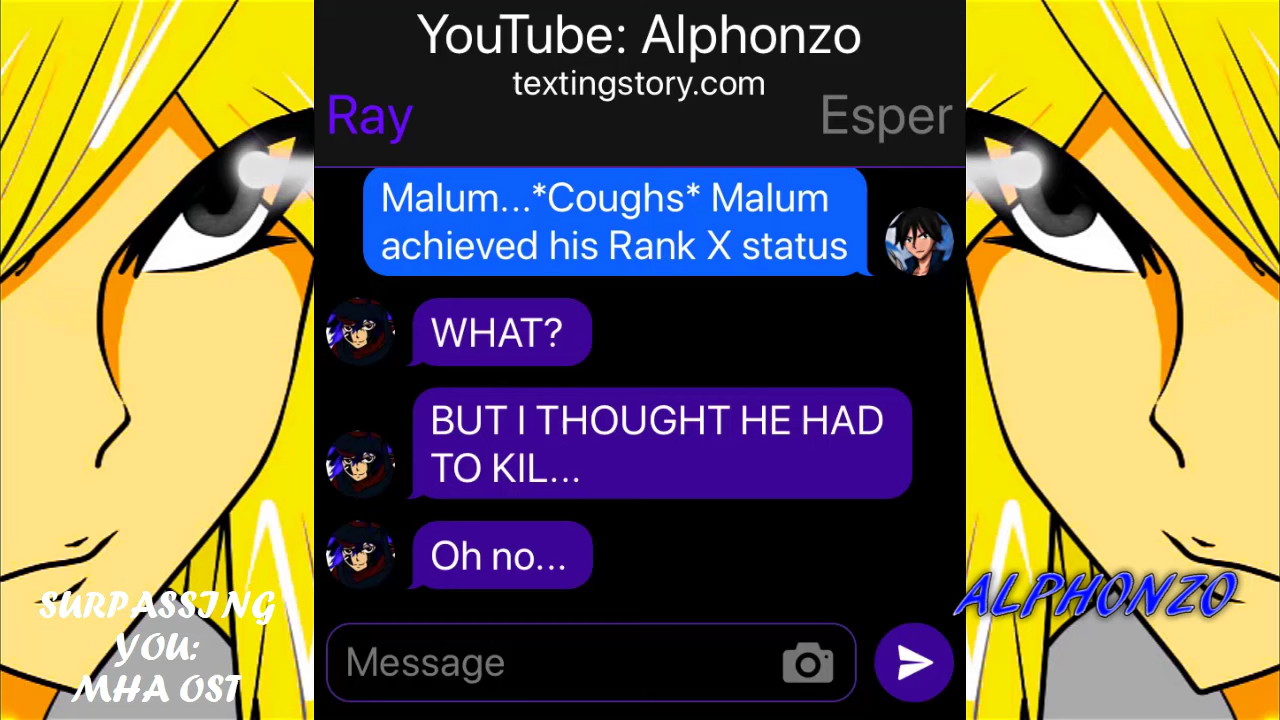 YouTube: Alphonzo
textingstory.com
Ray
Esper
Malum...*Coughs* Malum
achieved his Rank X status
WHAT?
BUT I THOUGHT HE HAD
TO KIL...
Oh no...
Message
SURPASSING
YOU:
MHA OST
ALPHONZO